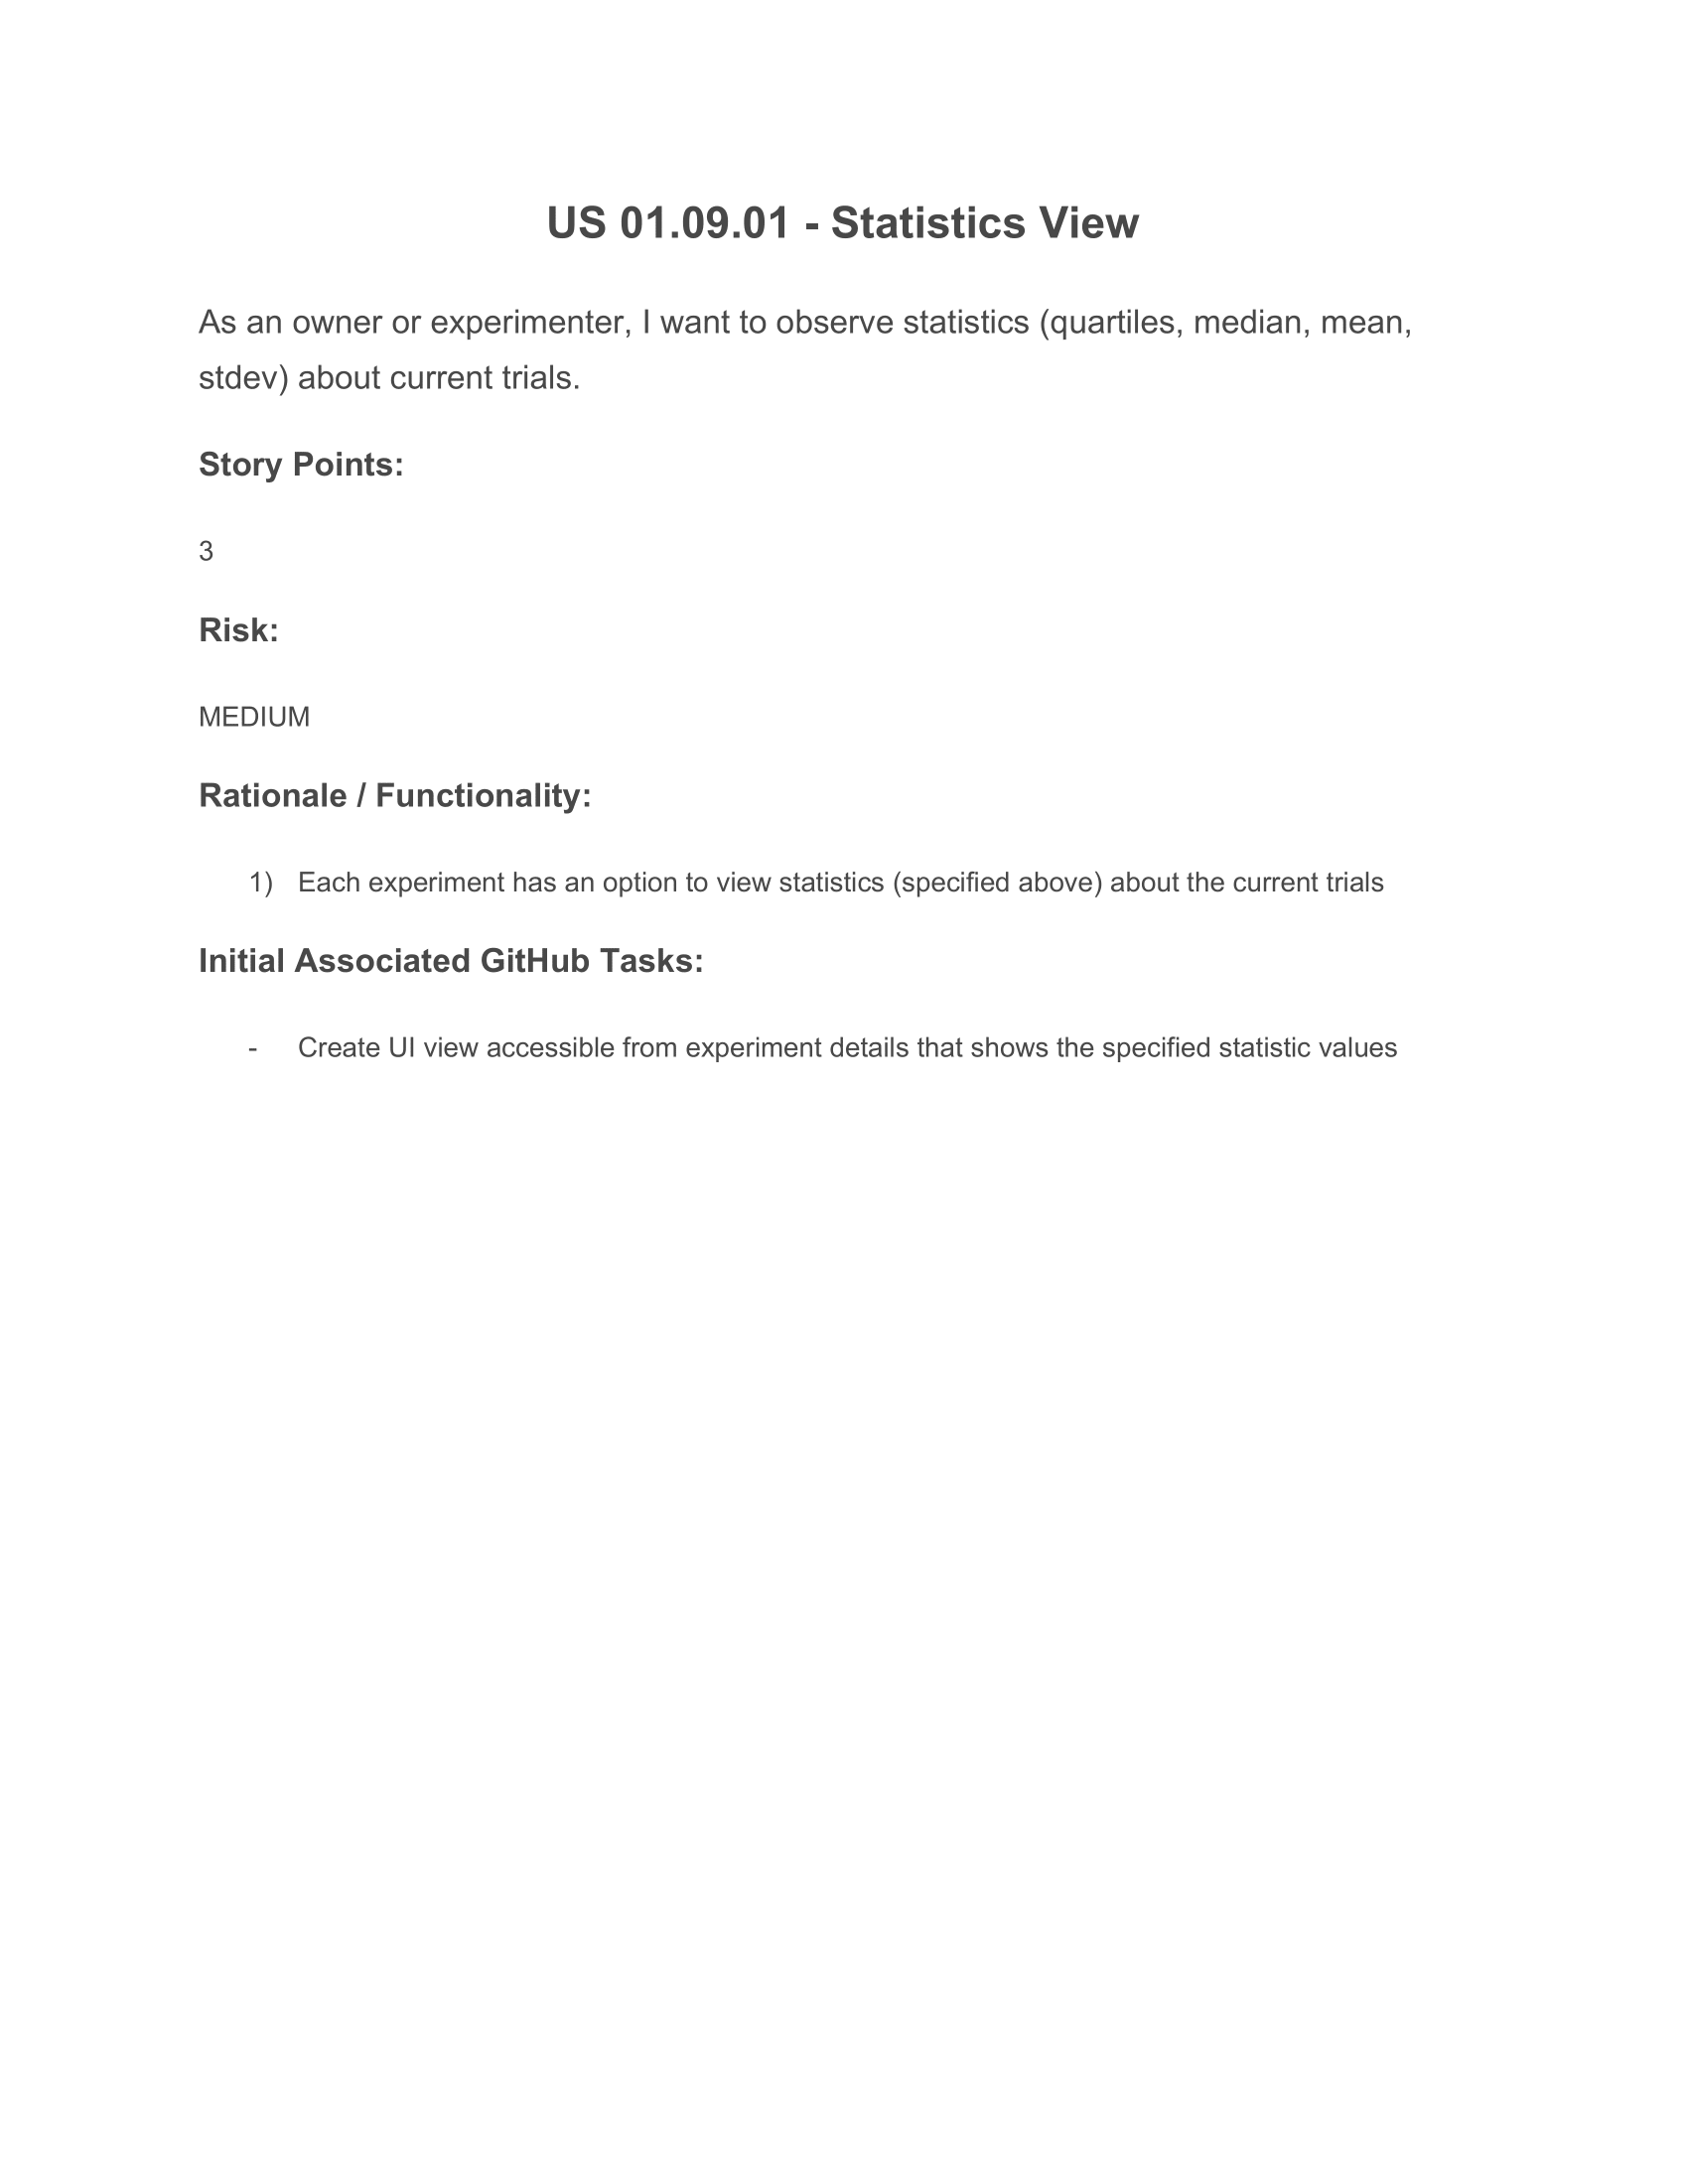 US 01.09.01 - Statistics View
As an owner or experimenter, I want to observe statistics (quartiles, median, mean,
stdev) about current trials.
Story Points:
3
Risk:
MEDIUM
Rationale / Functionality:
1) Each experiment has an option to view statistics (specified above) about the current trials
Initial Associated GitHub Tasks:
- Create UI view accessible from experiment details that shows the specified statistic values